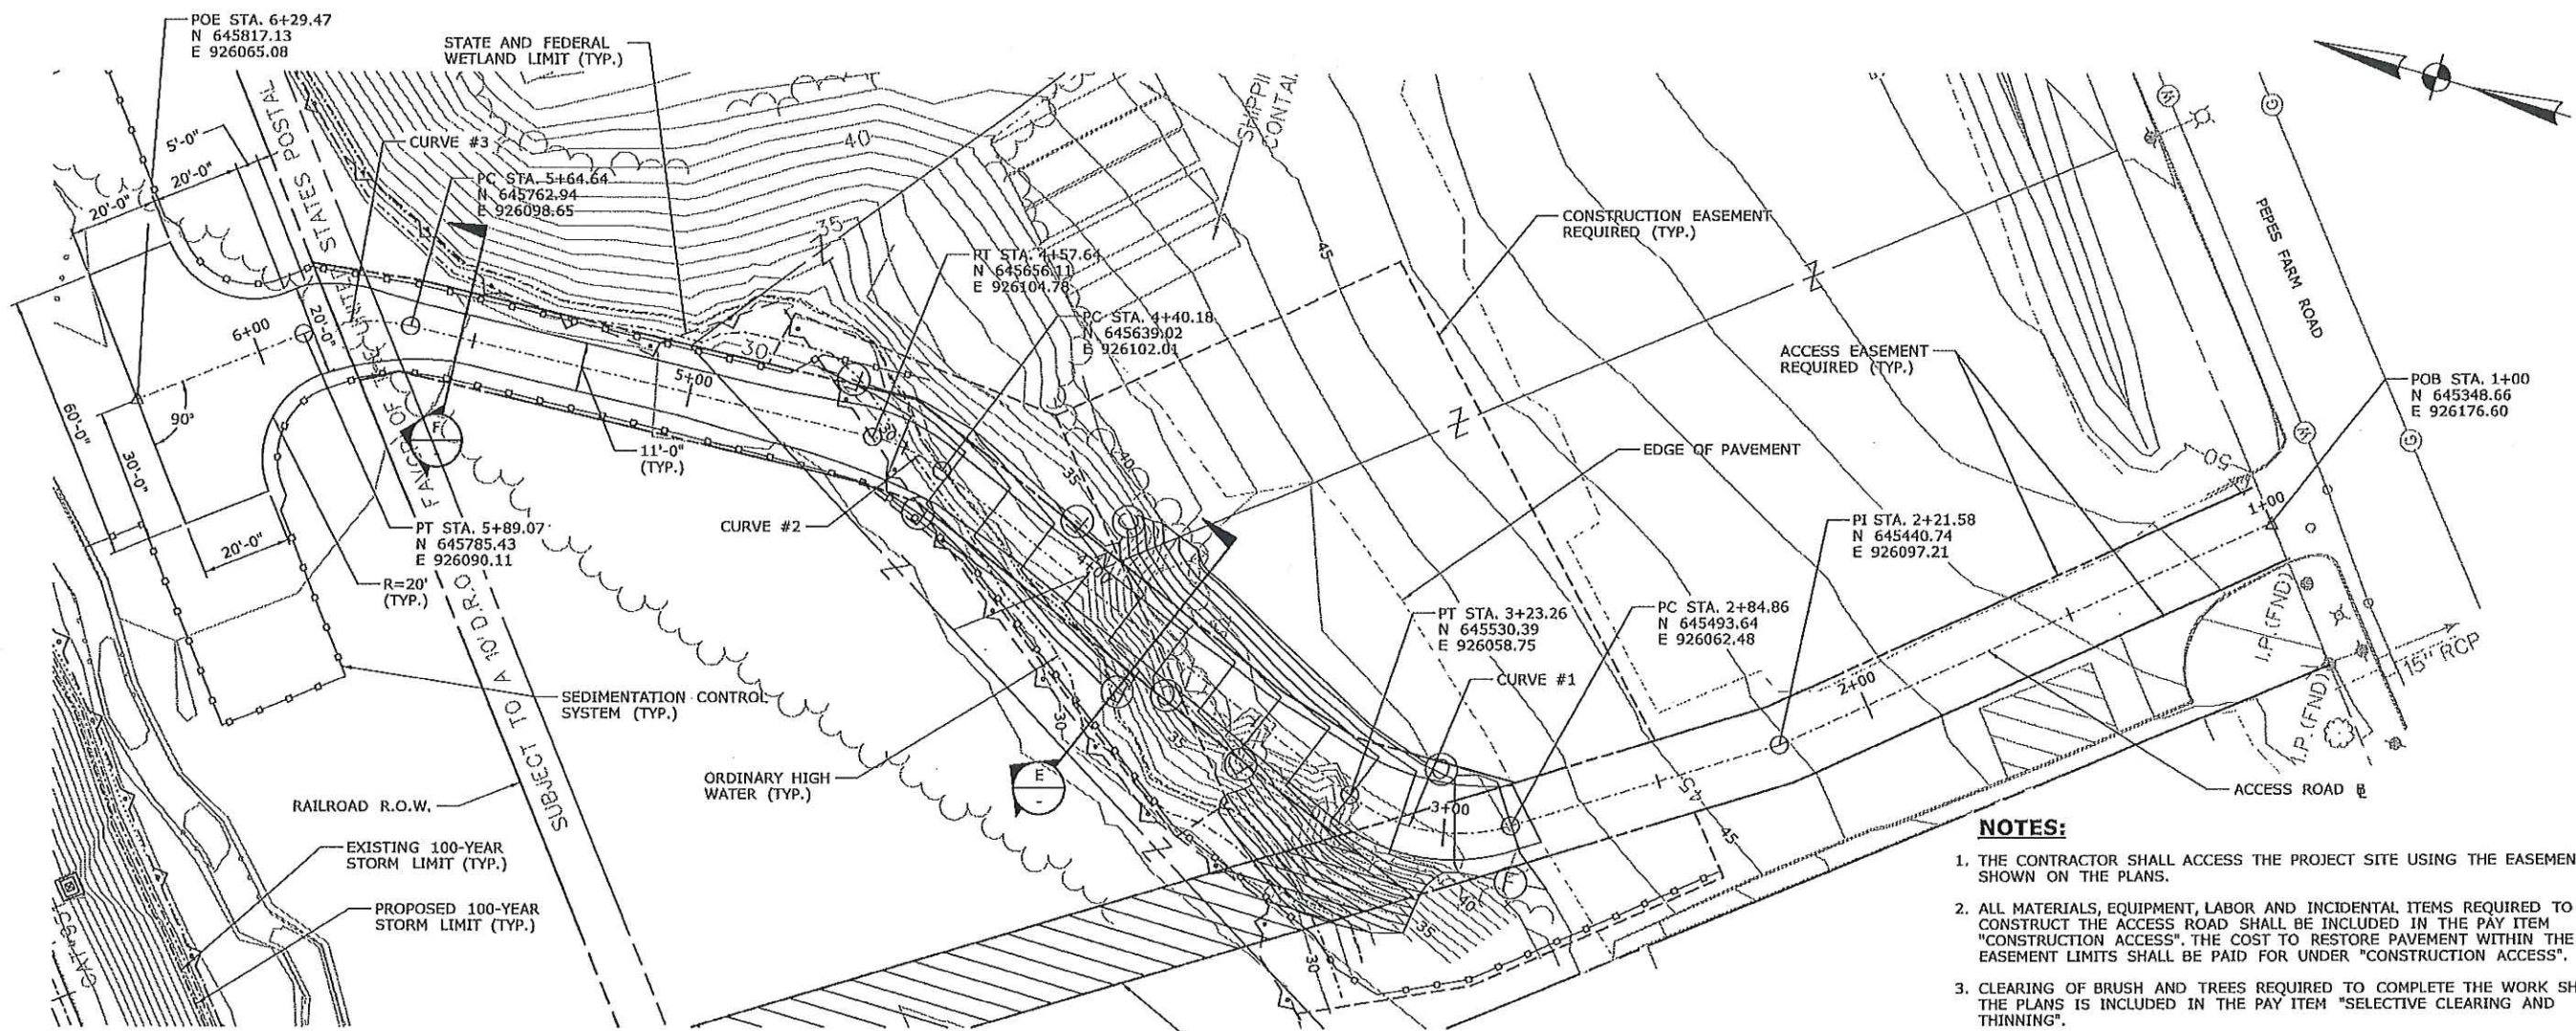 POE STA. 6+29.47
N 645817.13
E 926065.08
STATE AND FEDERAL
WETLAND LIMIT (TYP.)
STATES POSTAL
5'-0"
20'-0"
20'-0"
CURVE #3
PC STA. 5+64.64
N 645762.94
E 926098.65
40
35
PT STA. 4+57.64
N 645656.11
E 926104.78
PC STA. 4+40.18
N 645639.02
E 926102.01
CONSTRUCTION EASEMENT
REQUIRED (TYP.)
45
PEPES FARM ROAD
W
G
ACCESS EASEMENT
REQUIRED (TYP.)
POB STA. 1+00
N 645348.66
E 926176.60
6+00
20'-0"
30
5+00
30
40
35
60'-0"
90°
30'-0"
F
11'-0"
(TYP.)
EDGE OF PAVEMENT
45
50
W
G
1+00
CURVE #2
PT STA. 5+89.07
N 645785.43
E 926090.11
20'-0"
R=20'
(TYP.)
PI STA. 2+21.58
N 645440.74
E 926097.21
PT STA. 3+23.26
N 645530.39
E 926058.75
PC STA. 2+84.86
N 645493.64
E 926062.48
CURVE #1
2+00
I.P. (FND)
I.P. (FND)
15" RCP
SEDIMENTATION CONTROL
SYSTEM (TYP.)
SUBJECT TO A 10' D.R.O.
ORDINARY HIGH
WATER (TYP.)
E
-
30
3+00
45
45
ACCESS ROAD
RAILROAD R.O.W.
EXISTING 100-YEAR
STORM LIMIT (TYP.)
PROPOSED 100-YEAR
STORM LIMIT (TYP.)
40
35
30
NOTES:
1. THE CONTRACTOR SHALL ACCESS THE PROJECT SITE USING THE
SHOWN ON THE PLANS.
2. ALL MATERIALS, EQUIPMENT, LABOR AND INCIDENTAL ITEMS REQUIRED TO
CONSTRUCT THE ACCESS ROAD SHALL BE INCLUDED IN THE PAY ITEM
"CONSTRUCTION ACCESS". THE COST TO RESTORE PAVEMENT WITHIN THE
EASEMENT LIMITS SHALL BE PAID FOR UNDER "CONSTRUCTION ACCESS".
3. CLEARING OF BRUSH AND TREES REQUIRED TO COMPLETE THE WORK
THE PLANS IS INCLUDED IN THE PAY ITEM "SELECTIVE CLEARING AND
THINNING".